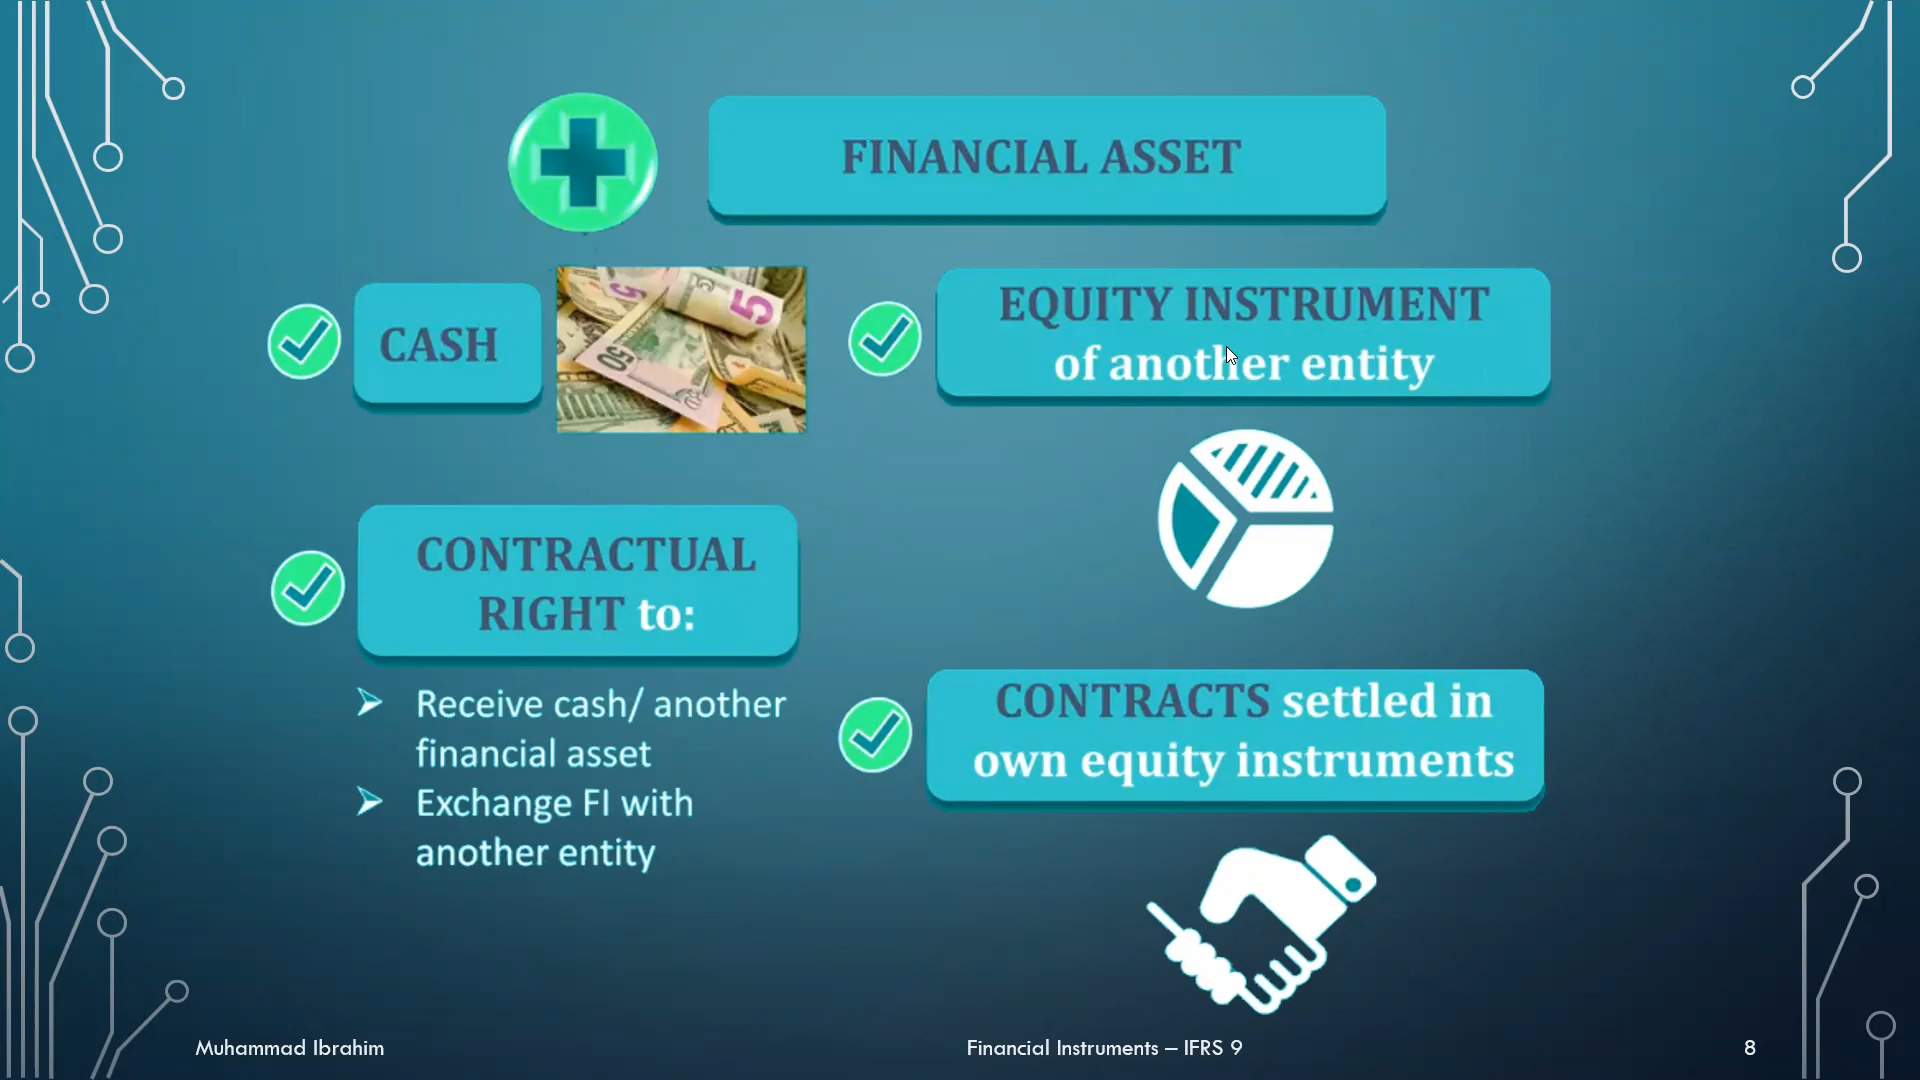 FINANCIAL ASSET
CASH
EQUITY INSTRUMENT
of another entity
CONTRACTUAL
RIGHT to:
Receive cash/ another
financial asset
Exchange FI with
another entity
CONTRACTS settled in
own equity instruments
Muhammad Ibrahim
Financial Instruments – IFRS 9
8